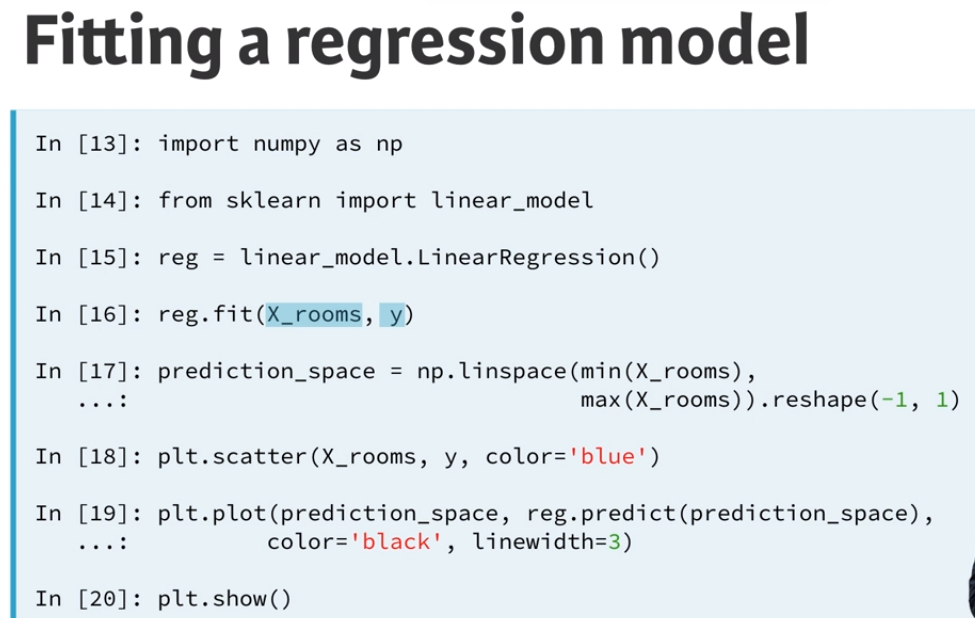 Fitting a regression model
In [13]: import numpy as np
In [14]: from sklearn import linear_model
In [15]: reg = linear_model.LinearRegression()
In [16]: reg.fit(X_rooms, y)
In [17]: prediction_space = np.linspace(min(X_rooms),
...: max(X_rooms)).reshape(-1, 1)
In [18]: plt.scatter(X_rooms, y, color='blue')
In [19]: plt.plot(prediction_space, reg.predict(prediction_space),
...: color='black', linewidth=3)
In [20]: plt.show()